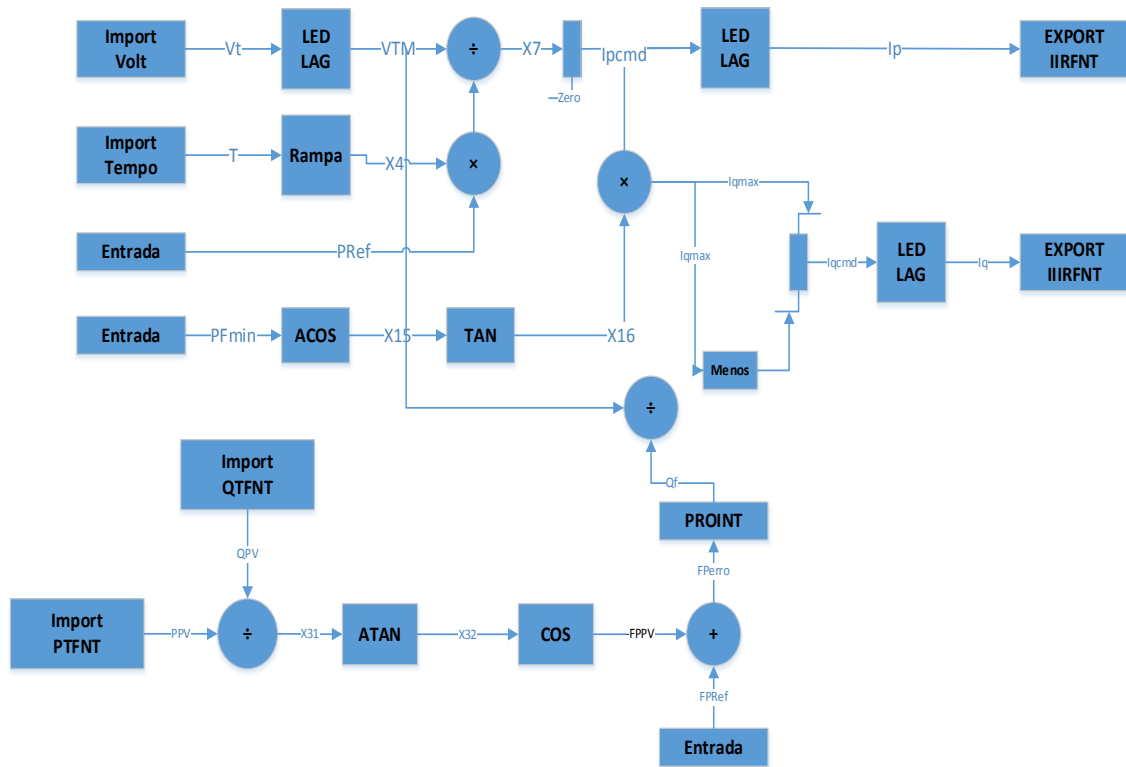 Import
Volt
Vt
LED
LAG
VTM
÷
X7
Ipcmd
LED
LAG
Ip
EXPORT
IIRFNT
—Zero
Import
Tempo
T
Rampa
X4
×
×
Iqmax
Entrada
PRef
Iqmax
Iqcmd
LED
LAG
Iq
EXPORT
IIIRFNT
Entrada
PFmin
ACOS
X15
TAN
X16
Menos
÷
Import
QTFNT
Qf
PROINT
QPV
FPerro
Import
PTFNT
PPV
÷
X31
ATAN
X32
COS
-FPPV
+
FPRef
Entrada